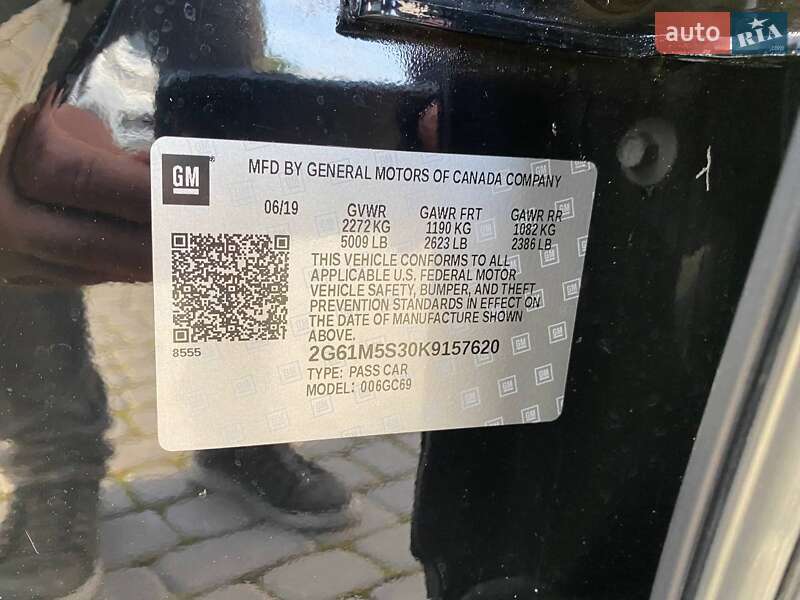 auto RIA
.com
GM
MFD BY GENERAL MOTORS OF CANADA COMPANY
06/19 GVWR GAWR FRT GAWR RR
2272 KG 1190 KG 1082 KG
5009 LB 2623 LB 2386 LB
THIS VEHICLE CONFORMS TO ALL
APPLICABLE U.S. FEDERAL MOTOR
VEHICLE SAFETY, BUMPER, AND THEFT
PREVENTION STANDARDS IN EFFECT ON
THE DATE OF MANUFACTURE SHOWN
ABOVE.
8555
2G61M5S30K9157620
TYPE: PASS CAR
MODEL: 006GC69